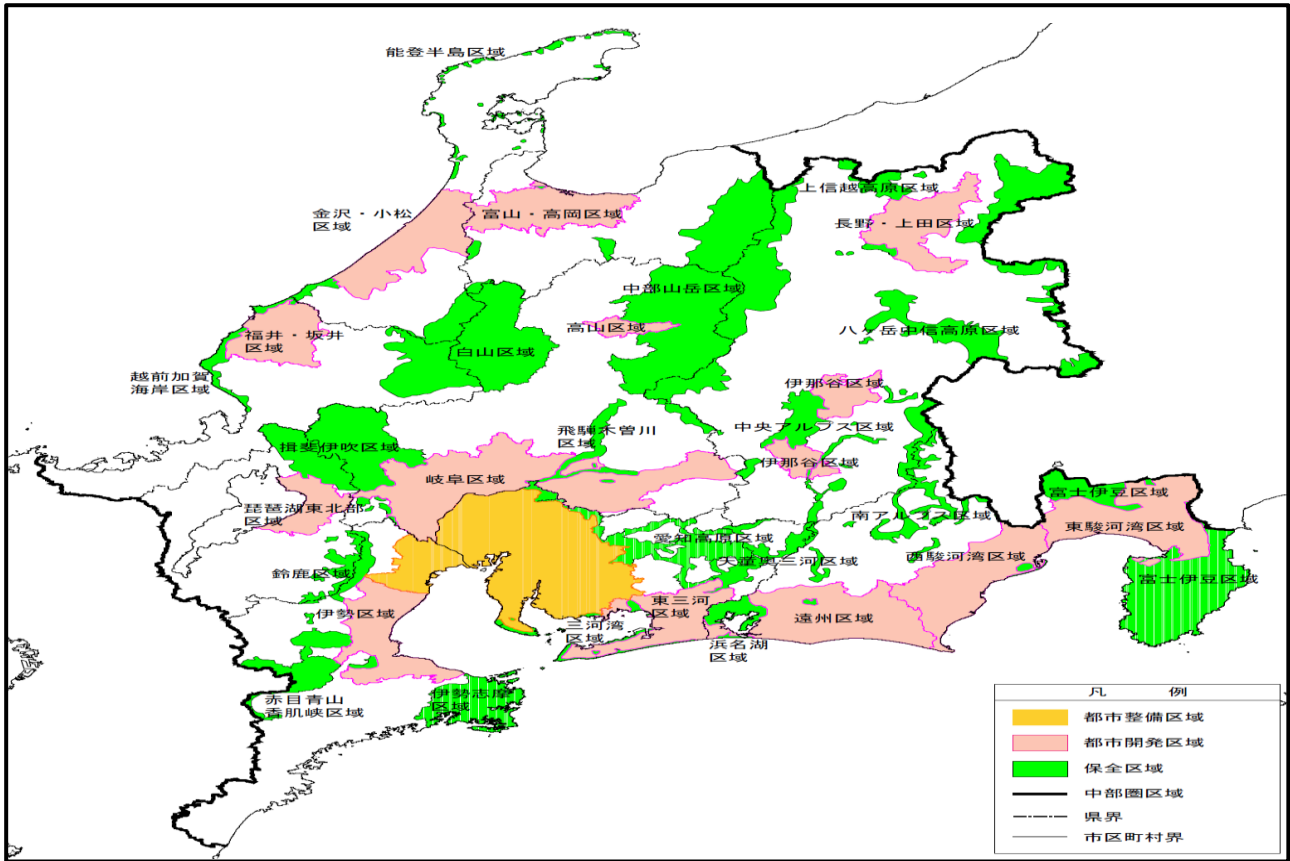 能登半島区域
上信越高原区域
金沢・小松
区域
富山・高岡区域
長野・上田区域
中部山岳区域
高山区域
八ヶ岳中信高原区域
福井・坂井
区域
白山区域
越前加賀
海岸区域
伊那谷区域
飛騨木曽川
区域
中央アルプス区域
揖斐伊吹区域
伊那谷区域
岐阜区域
富士伊豆区域
琵琶湖東北部
区域
南アルプス区域
東駿河湾区域
愛知高原区域
天竜奥三河区域
西駿河湾区域
鈴鹿区域
富士伊豆区域
伊勢区域
東三河
区域
遠州区域
三河湾
区域
浜名湖
区域
赤目青山
香肌峡区域
伊勢志摩
区域
凡 例
都市整備区域
都市開発区域
保全区域
中部圏区域
県界
市区町村界